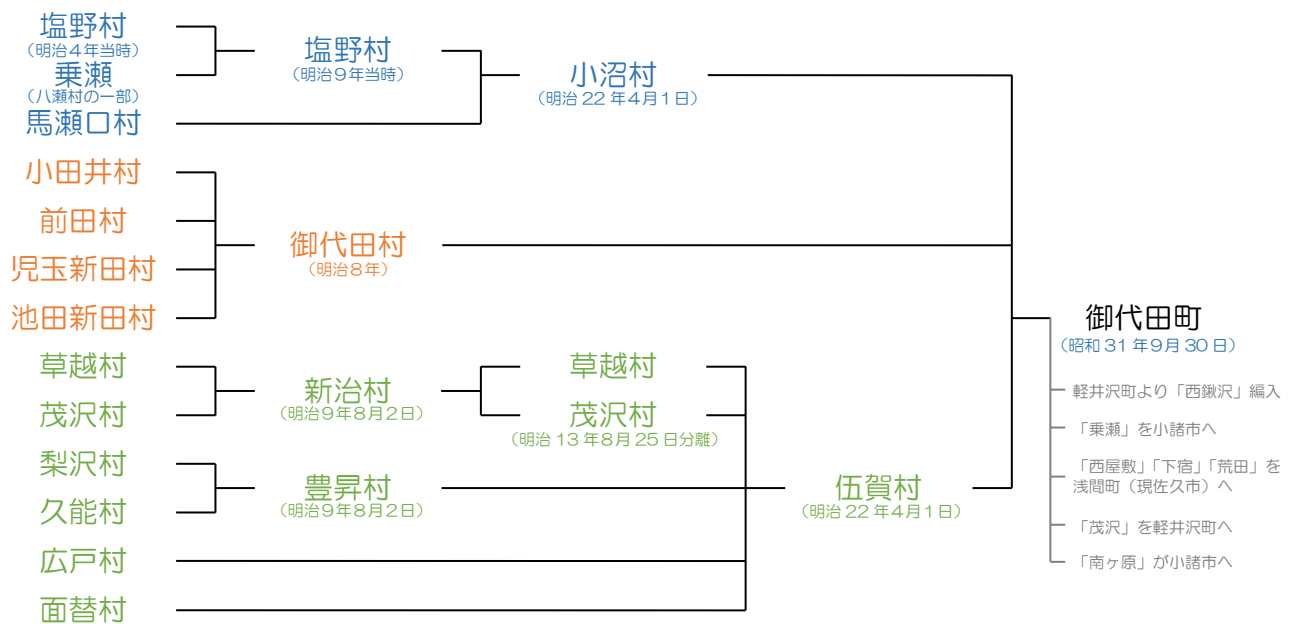 塩野村
（明治４年当時）
乗瀬
（八瀬村の一部）
馬瀬口村
塩野村
（明治９年当時）
小沼村
（明治 22 年４月１日）
小田井村
前田村
児玉新田村
池田新田村
御代田村
（明治８年）
草越村
茂沢村
新治村
（明治９年８月２日）
草越村
茂沢村
（明治 13 年８月 25 日分離）
梨沢村
久能村
豊昇村
（明治９年８月２日）
広戸村
面替村
伍賀村
（明治 22 年４月１日）
御代田町
（昭和 31 年９月 30 日）
軽井沢町より「西鍬沢」編入
「乗瀬」を小諸市へ
「西屋敷」「下宿」「荒田」を
浅間町（現佐久市）へ
「茂沢」を軽井沢町へ
「南ヶ原」が小諸市へ